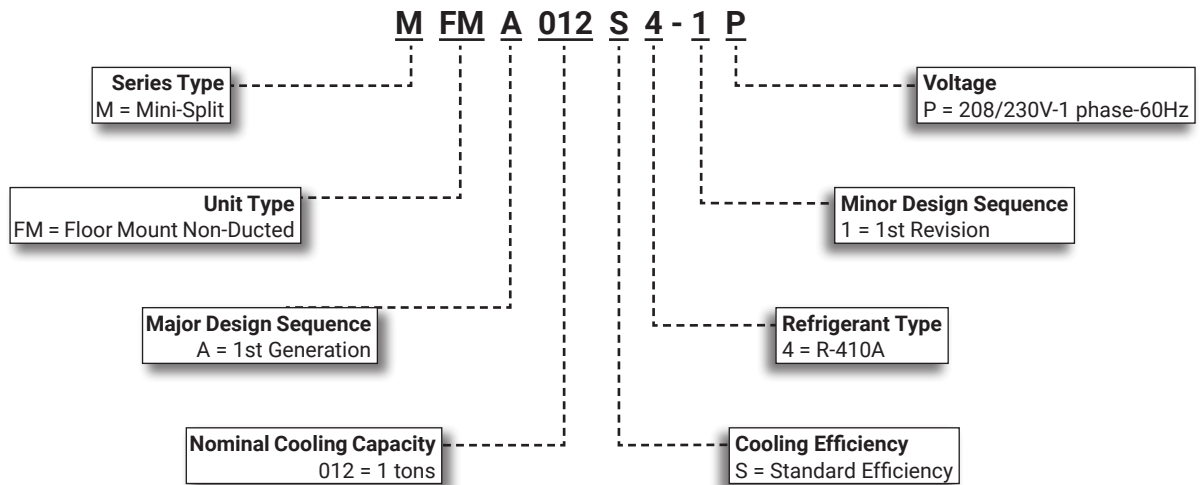 M FM A 012 S 4 - 1 P
Series Type
M = Mini-Split
Voltage
P = 208/230V-1 phase-60Hz
Unit Type
FM = Floor Mount Non-Ducted
Minor Design Sequence
1 = 1st Revision
Major Design Sequence
A = 1st Generation
Refrigerant Type
4 = R-410A
Nominal Cooling Capacity
012 = 1 tons
Cooling Efficiency
S = Standard Efficiency